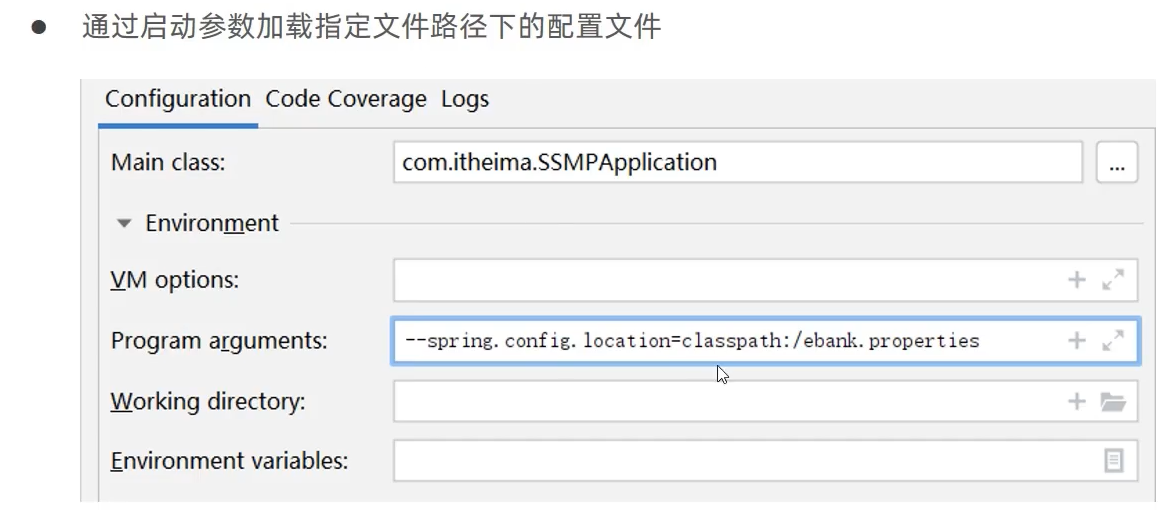 ● 通过启动参数加载指定文件路径下的配置文件
Configuration Code Coverage Logs
Main class: com.itheima.SSMPApplication ...
Environment
VM options:
Program arguments: --spring.config.location=classpath:/ebank.properties
Working directory:
Environment variables: